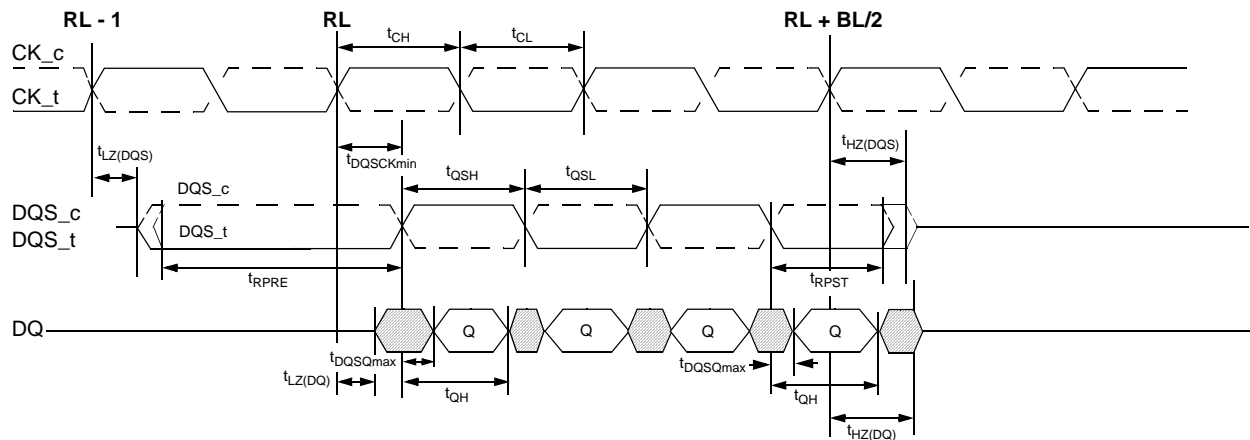 RL - 1 RL RL + BL/2
tCH tCL
CK_c
CK_t
tLZ(DQS) tDQSCKmin tHZ(DQS)
DQS_c tQSH tQSL
DQS_c
DQS_t DQS_t
tRPRE tRPST
DQ Q Q Q Q
tDQSQmax tDQSQmax
tLZ(DQ) tQH tQH
tHZ(DQ)